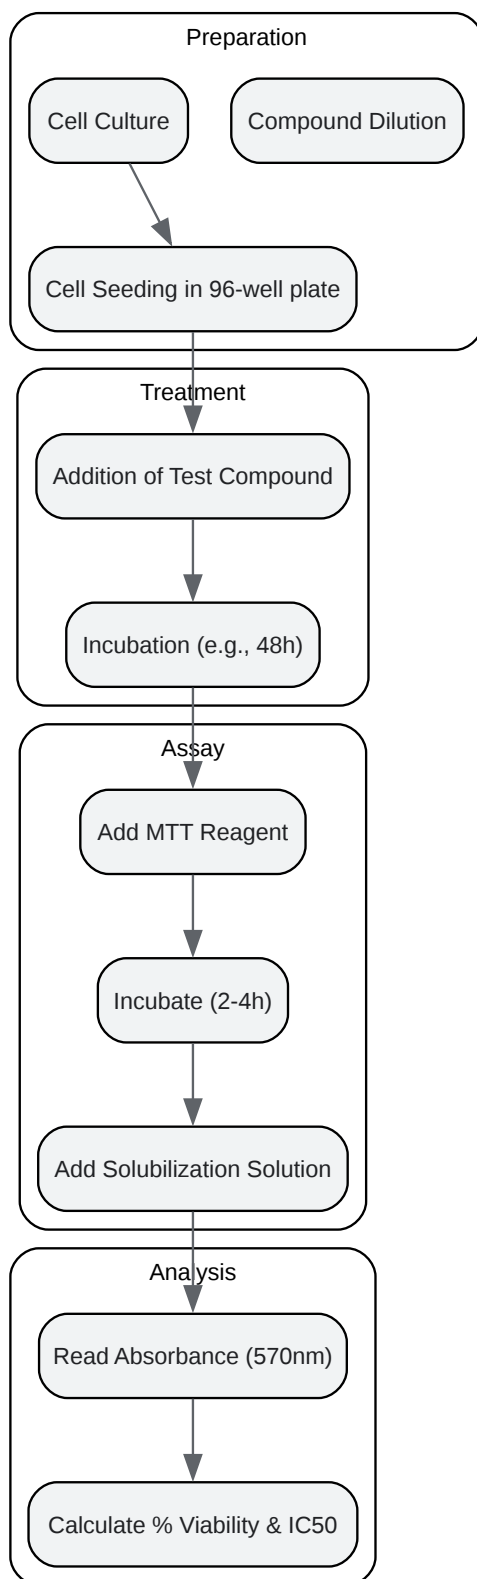 Preparation
Cell Culture
Compound Dilution
Cell Seeding in 96-well plate
Treatment
Addition of Test Compound
Incubation (e.g., 48h)
Assay
Add MTT Reagent
Incubate (2-4h)
Add Solubilization Solution
Analysis
Read Absorbance (570nm)
Calculate % Viability & IC50